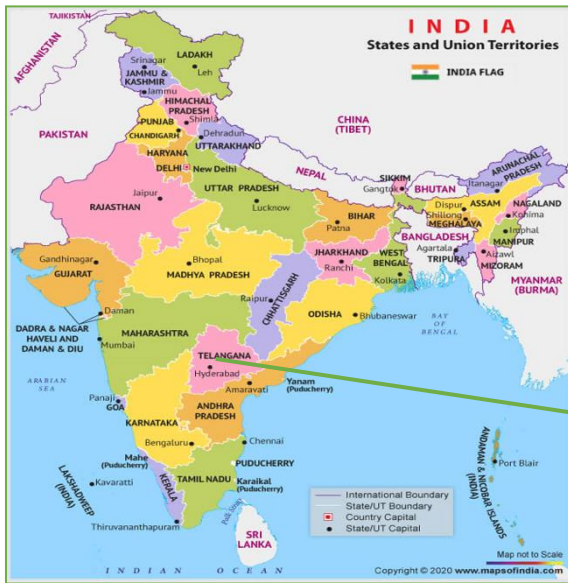 TAJIKISTAN
INDIA
States and Union Territories
INDIA FLAG
AFGHANISTAN
LADAKH
Srinagar
Leh
JAMMU &
KASHMIR
Jammu
HIMACHAL
PRADESH
Shimla
PUNJAB
CHANDIGARH
Dehradun
UTTARAKHAND
PAKISTAN
CHINA
(TIBET)
HARYANA
DELHI
New Delhi
NEPAL
ARUNACHAL
PRADESH
Itanagar
SIKKIM
Gangtok
BHUTAN
UTTAR PRADESH
Lucknow
Jaipur
RAJASTHAN
ASSAM
Dispur
NAGALAND
Kohima
Shillong
MEGHALAYA
BIHAR
Patna
Imphal
MANIPUR
BANGLADESH
Agartala
TRIPURA
Aizawl
MIZORAM
MYANMAR
(BURMA)
Gandhinagar
GUJARAT
Bhopal
MADHYA PRADESH
JHARKHAND
Ranchi
WEST
BENGAL
Kolkata
CHHATTISGARH
Raipur
Daman
DADRA & NAGAR
HAVELI AND
DAMAN & DIU
ODISHA
Bhubaneswar
BAY
OF
BENGAL
MAHARASHTRA
Mumbai
TELANGANA
Hyderabad
ARABIAN
SEA
Yanam
(Puducherry)
Amaravati
Panaji
GOA
ANDHRA
PRADESH
KARNATAKA
Bengaluru
Chennai
Mahe
(Puducherry)
PUDUCHERRY
TAMIL NADU
Karaikal
(Puducherry)
KERALA
LAKSHADWEEP
(INDIA)
Kavaratti
Thiruvananthapuram
Palk Strait
SRI
LANKA
ANDAMAN & NICOBAR ISLANDS
(INDIA)
Port Blair
International Boundary
State/UT Boundary
Country Capital
State/UT Capital
INDIAN OCEAN
Map not to Scale
Copyright © 2020 www.mapsofindia.com